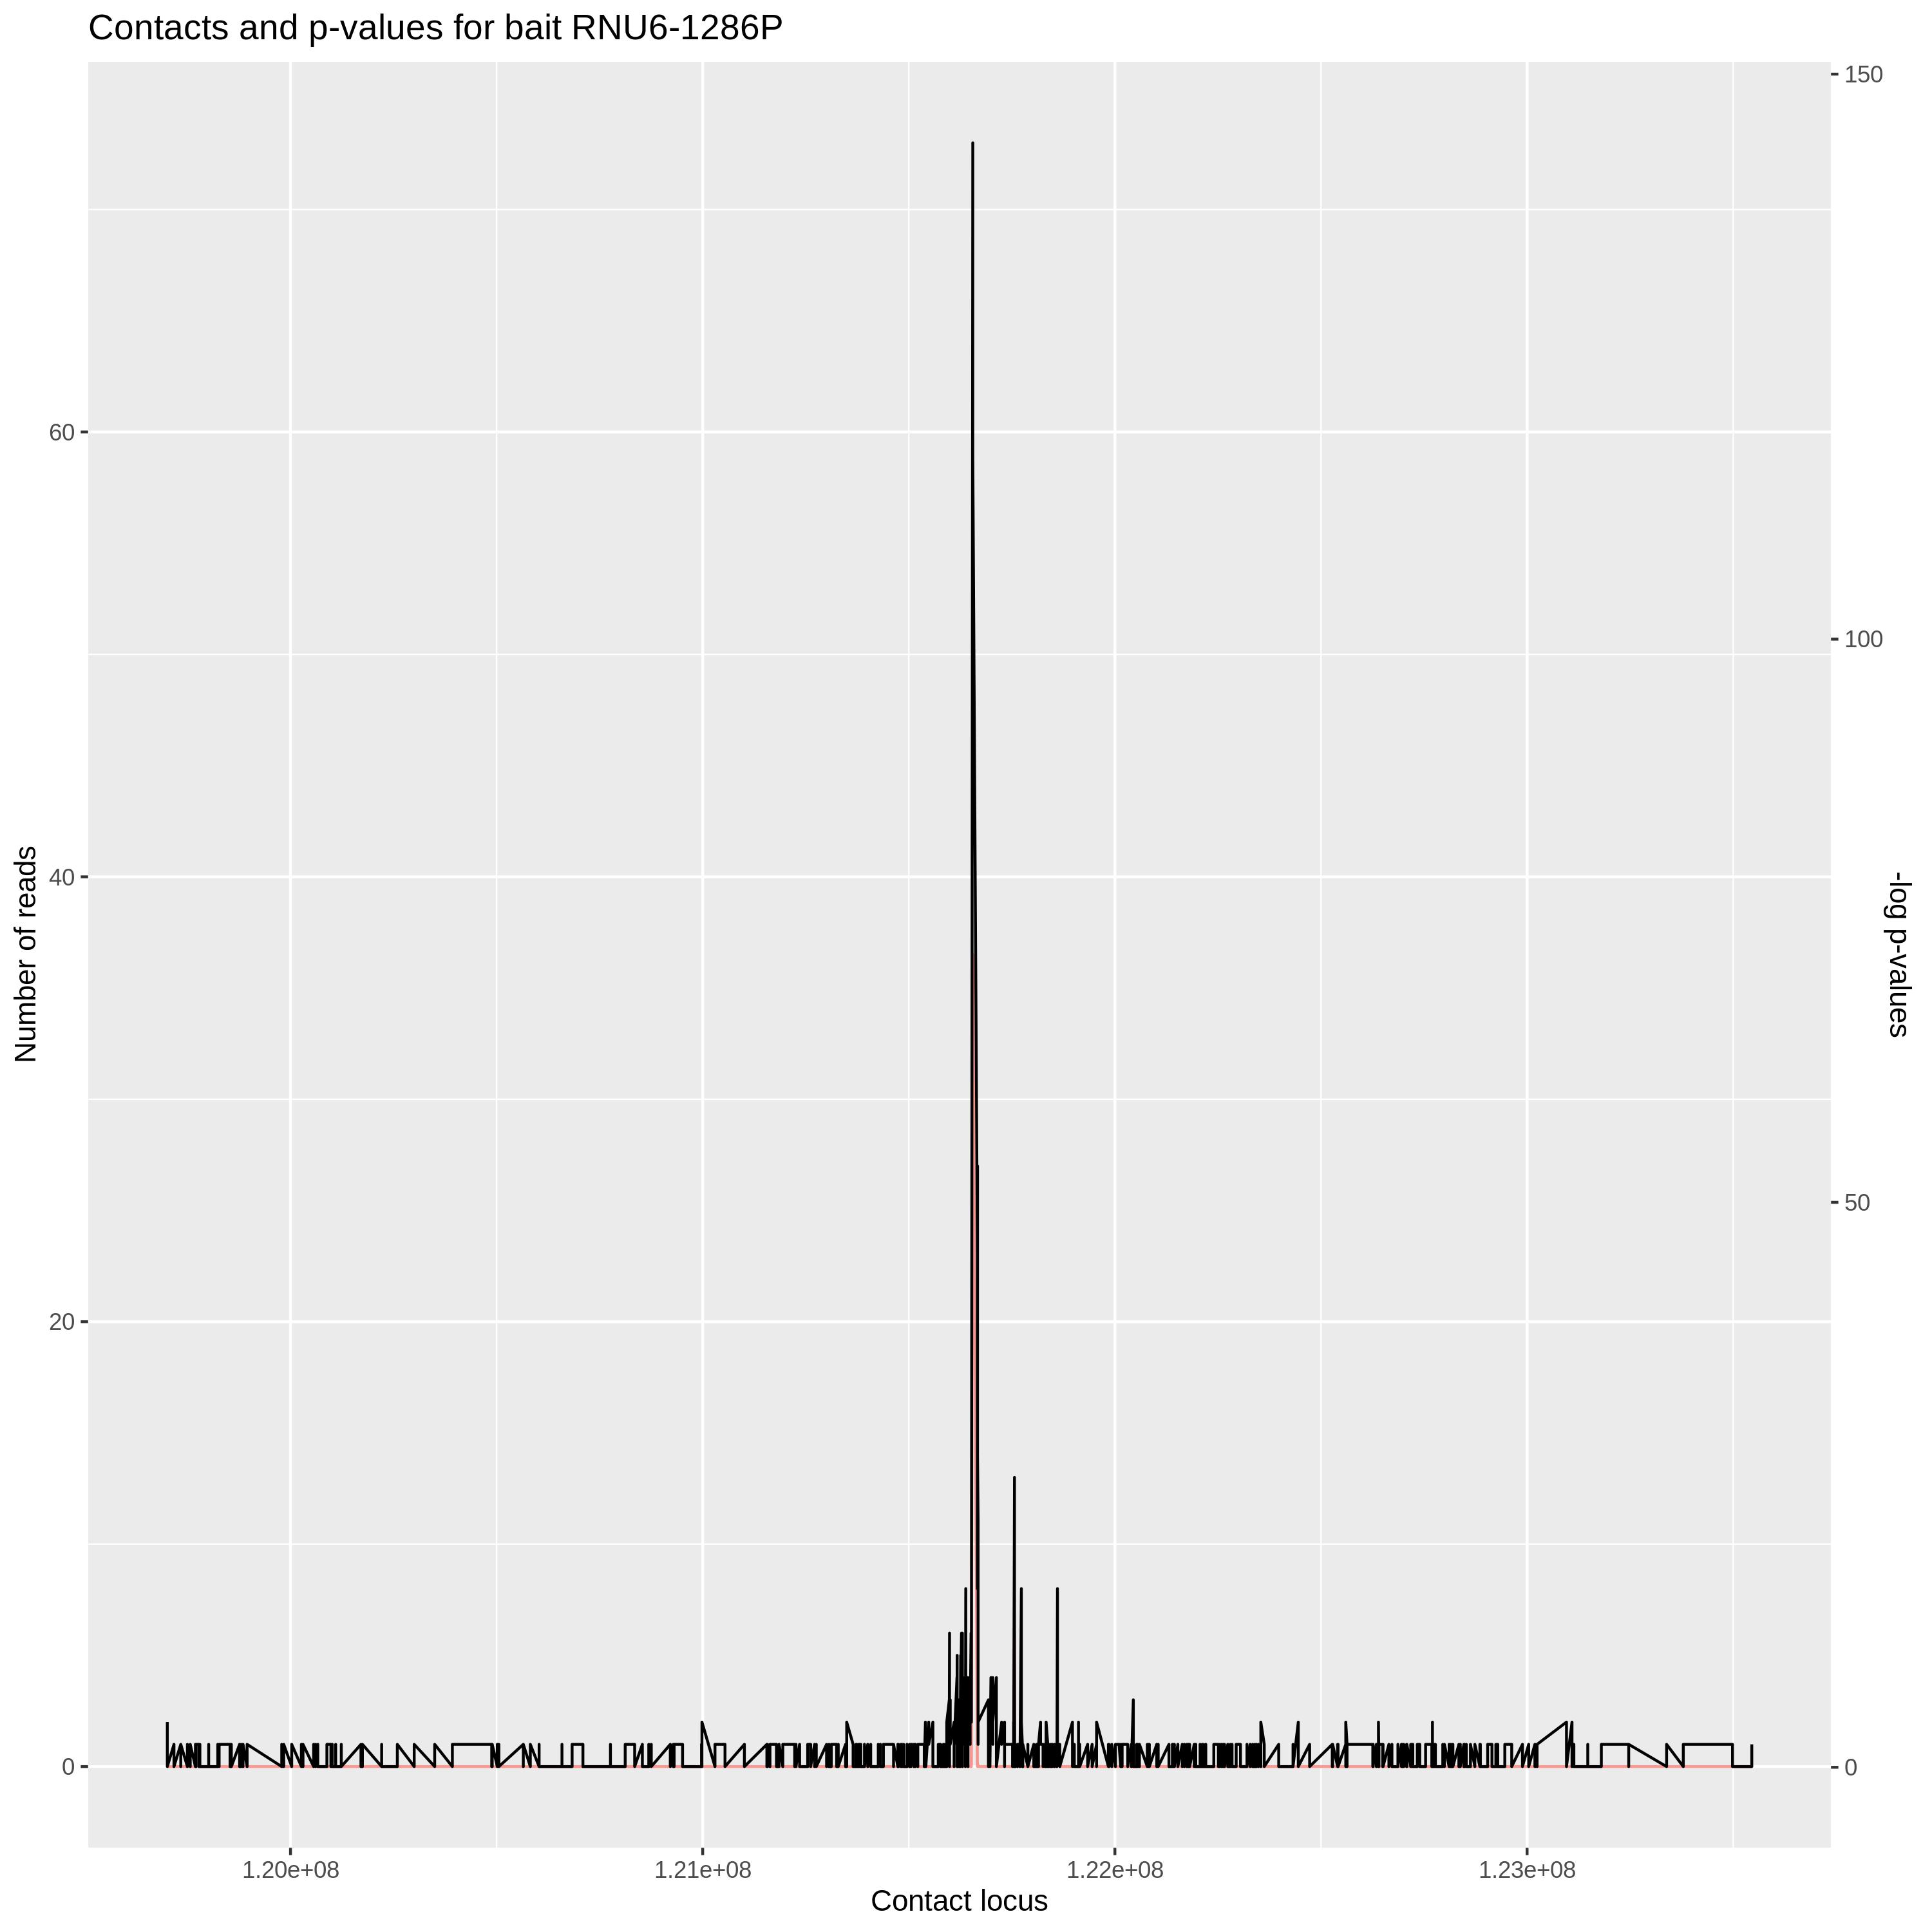 Contacts and p-values for bait RNU6-1286P
Number of reads
60
40
20
0
150
100
50
0
-log p-values
1.20e+08
1.21e+08
1.22e+08
1.23e+08
Contact locus